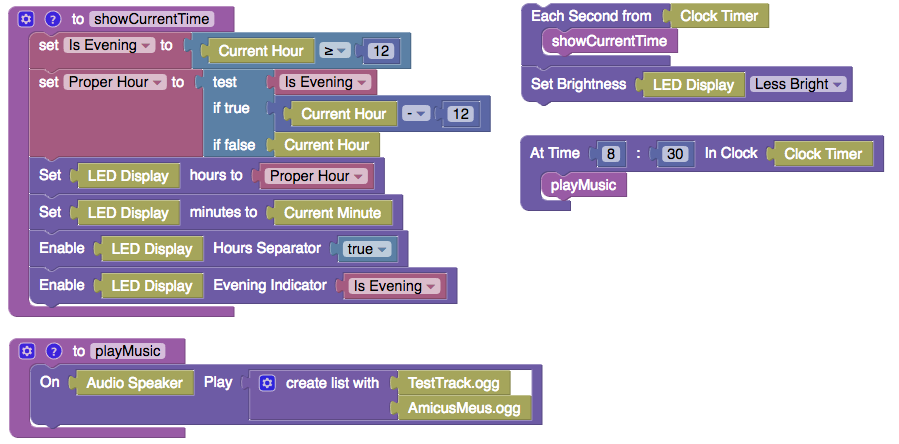 ? to showCurrentTime
set Is Evening to Current Hour ≥ 12
set Proper Hour to test Is Evening
if true Current Hour - 12
if false Current Hour
Set LED Display hours to Proper Hour
Set LED Display minutes to Current Minute
Enable LED Display Hours Separator true
Enable LED Display Evening Indicator Is Evening
? to playMusic
On Audio Speaker Play create list with TestTrack.ogg
AmicusMeus.ogg
Each Second from Clock Timer
showCurrentTime
Set Brightness LED Display Less Bright
At Time 8 : 30 In Clock Clock Timer
playMusic